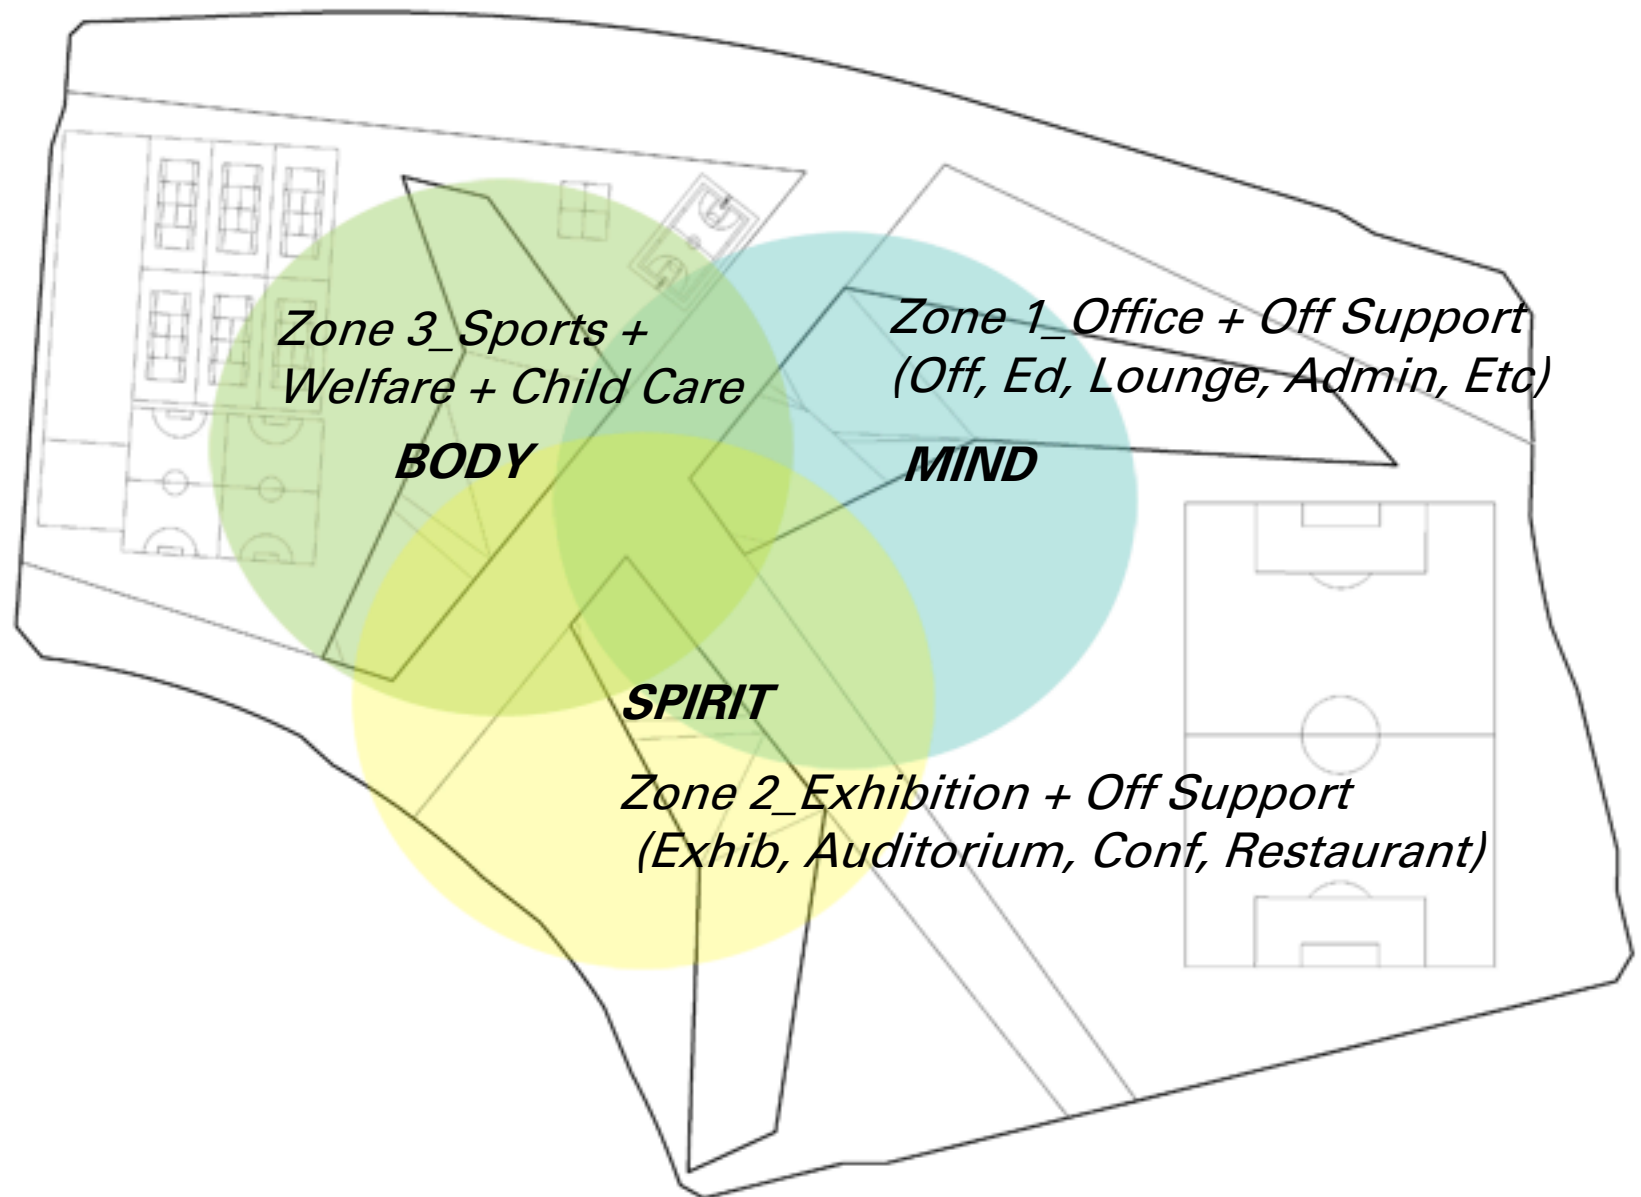 Zone 3_Sports +
Welfare + Child Care
BODY
Zone 1_Office + Off Support
(Off, Ed, Lounge, Admin, Etc)
MIND
SPIRIT
Zone 2_Exhibition + Off Support
(Exhib, Auditorium, Conf, Restaurant)